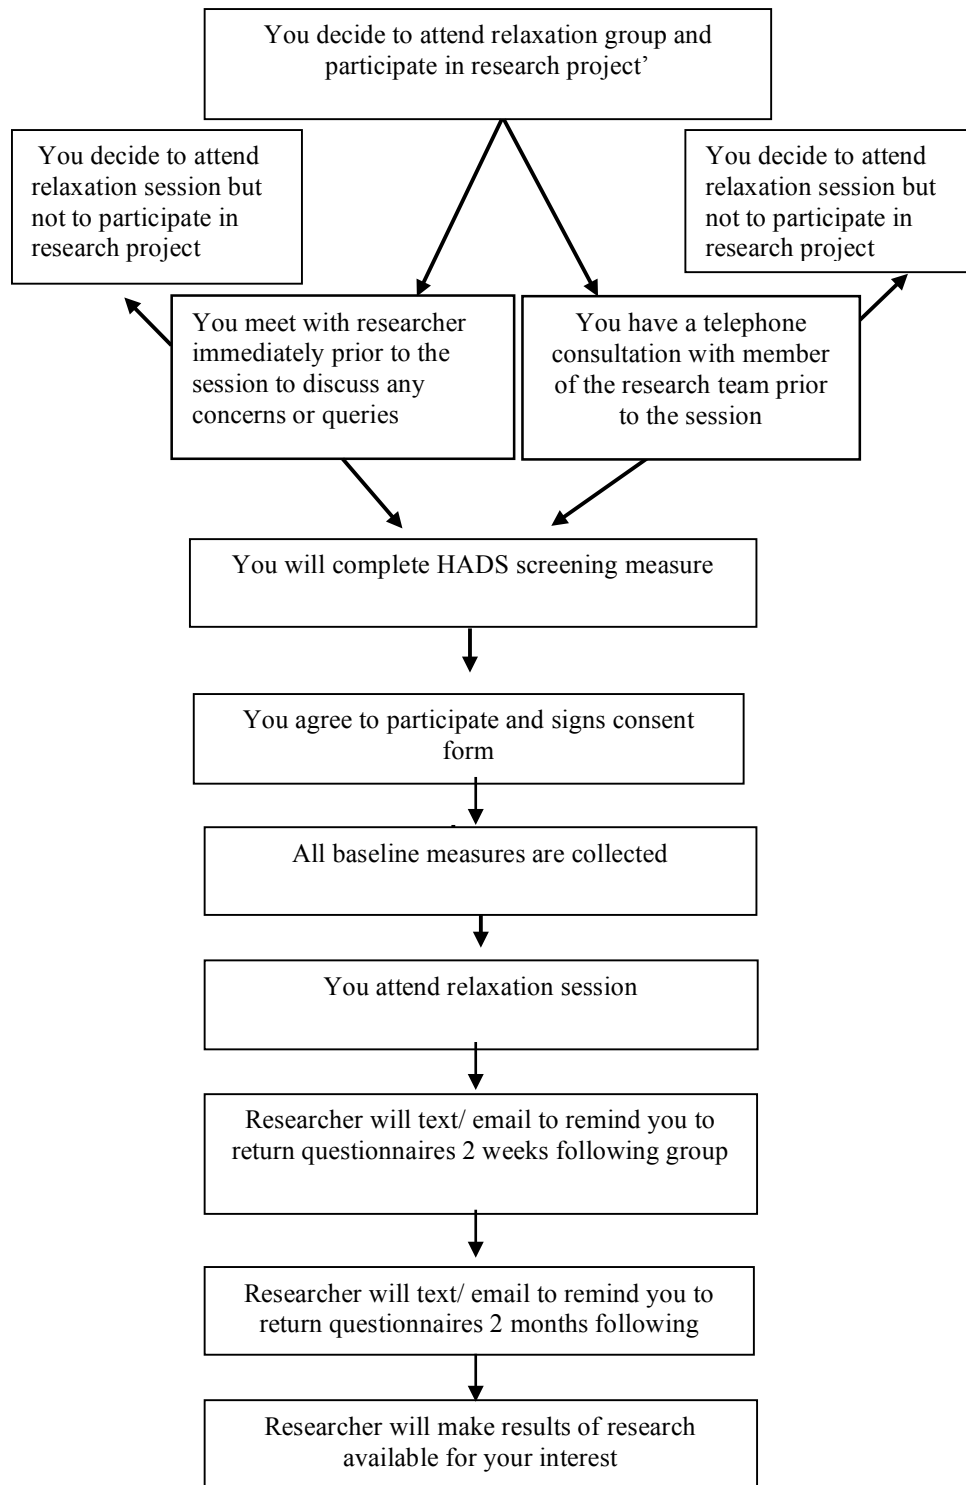 You decide to attend relaxation group and
participate in research project’
You decide to attend
relaxation session but
not to participate in
research project
You decide to attend
relaxation session but
not to participate in
research project
You meet with researcher
immediately prior to the
session to discuss any
concerns or queries
You have a telephone
consultation with member
of the research team prior
to the session
You will complete HADS screening measure
You agree to participate and signs consent
form
All baseline measures are collected
You attend relaxation session
Researcher will text/ email to remind you to
return questionnaires 2 weeks following group
Researcher will text/ email to remind you to
return questionnaires 2 months following
Researcher will make results of research
available for your interest